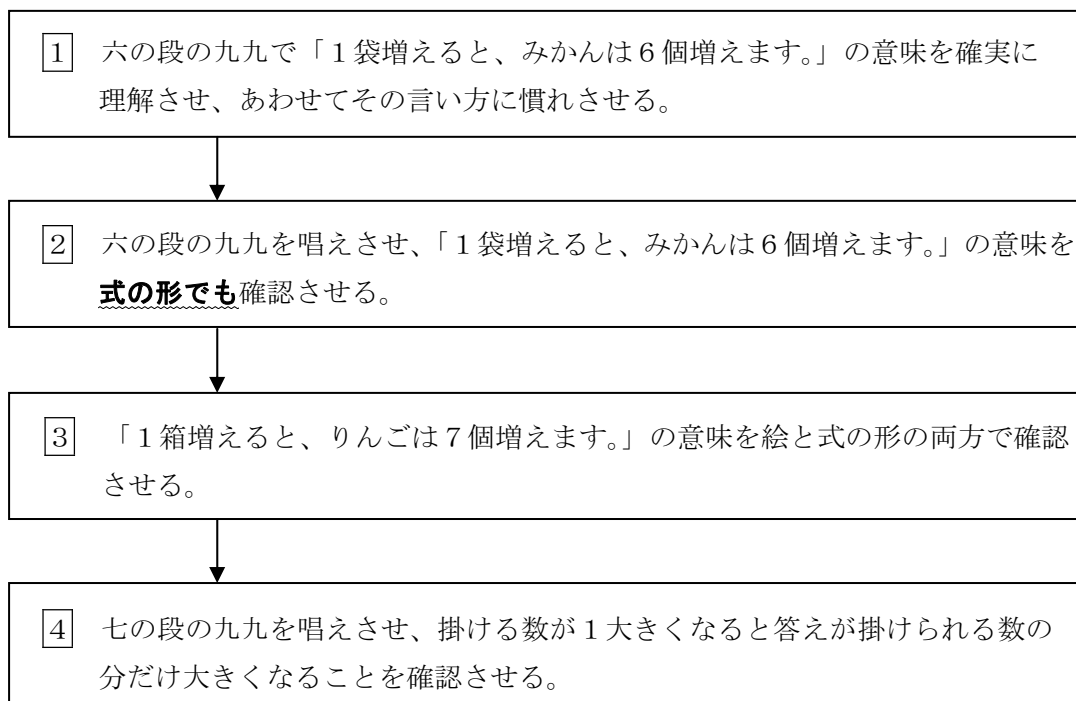 1 六の段の九九で「１袋増えると、みかんは６個増えます。」の意味を確実に
理解させ、あわせてその言い方に慣れさせる。
2 六の段の九九を唱えさせ、「１袋増えると、みかんは６個増えます。」の意味を
式の形でも確認させる。
3 「１箱増えると、りんごは７個増えます。」の意味を絵と式の形の両方で確認
させる。
4 七の段の九九を唱えさせ、掛ける数が１大きくなると答えが掛けられる数の
分だけ大きくなることを確認させる。